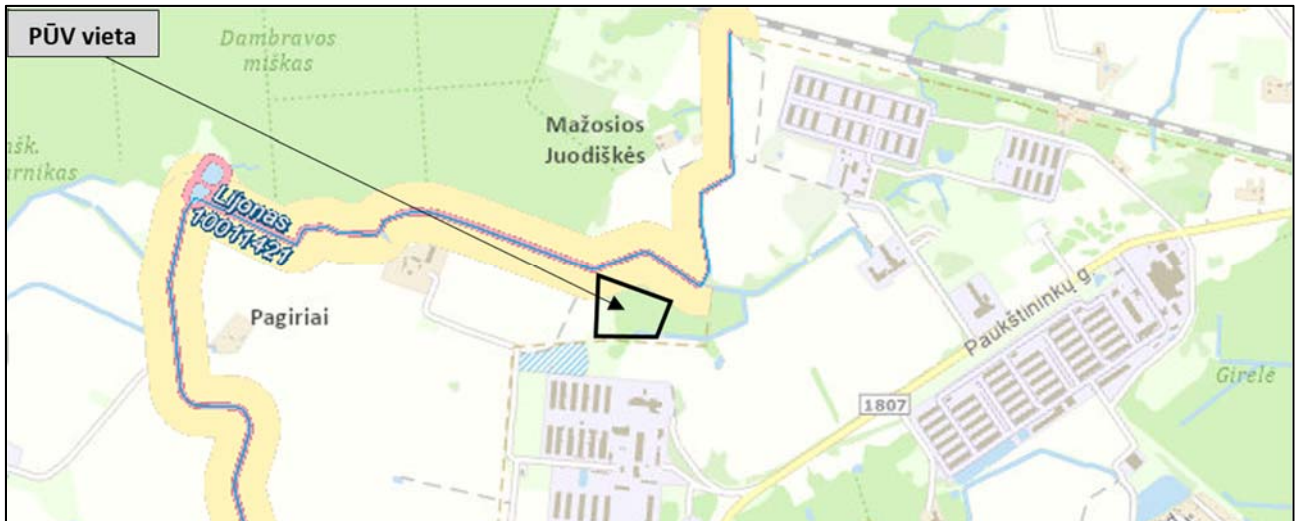 PŪV vieta
Dambravos
miškas
Mažosios
Juodiškės
Lijonas
10011421
Pagiriai
Paukštininkų g.
1807
Girelė